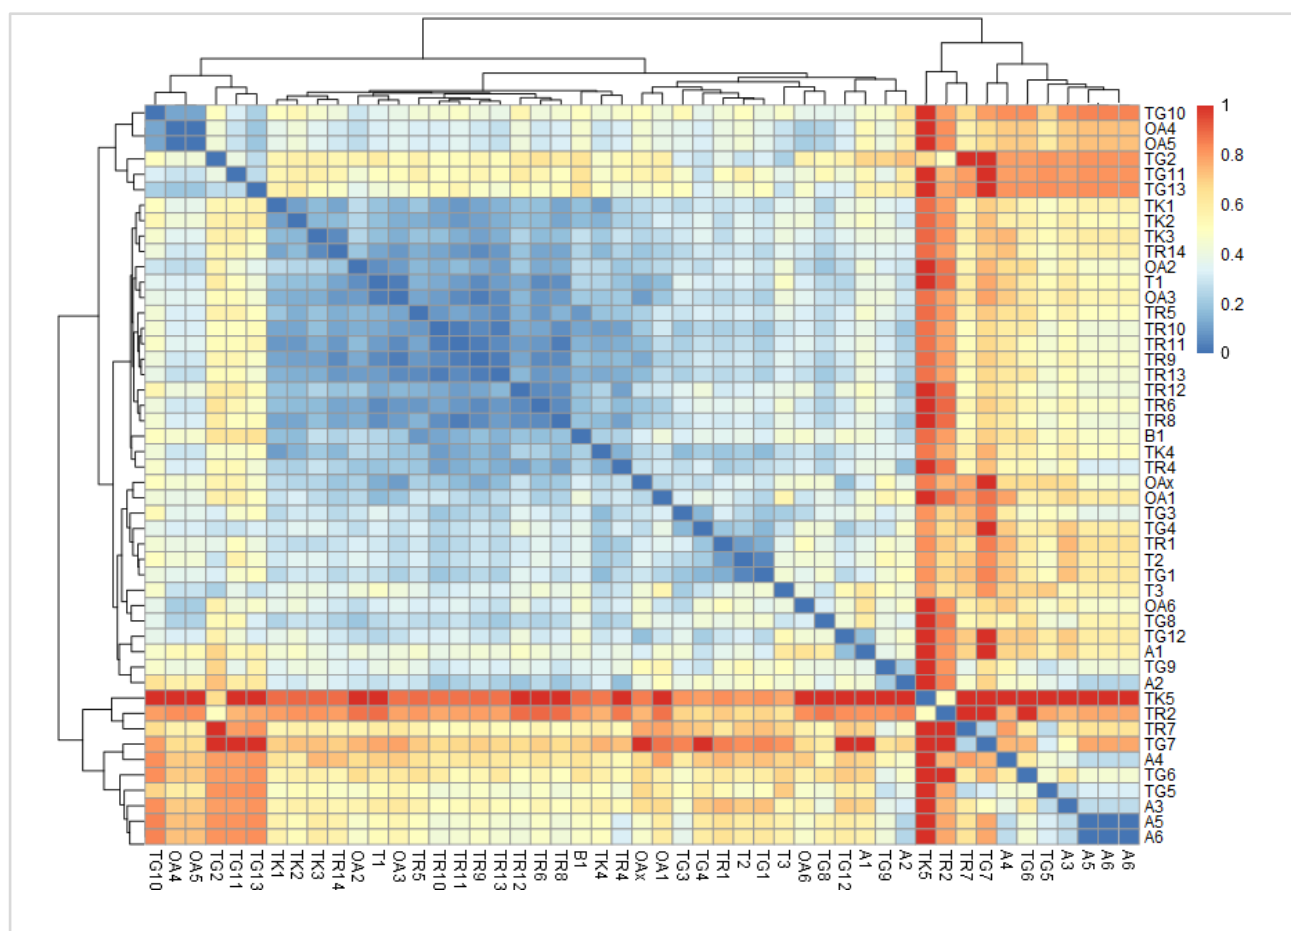 TG10
OA4
OA5
TG2
TG11
TG13
TK1
TK2
TK3
TR14
OA2
T1
OA3
TR5
TR10
TR11
TR9
TR13
TR12
TR6
TR8
B1
TK4
TR4
OAx
OA1
TG3
TG4
TR1
T2
TG1
T3
OA6
TG8
TG12
A1
TG9
A2
TK5
TR2
TR7
TG7
A4
TG6
TG5
A3
A5
A6
1
0.8
0.6
0.4
0.2
0
TG10
OA4
OA5
TG2
TG11
TG13
TK1
TK2
TK3
TR14
OA2
T1
OA3
TR5
TR10
TR11
TR9
TR13
TR12
TR6
TR8
B1
TK4
TR4
OAx
OA1
TG3
TG4
TR1
T2
TG1
T3
OA6
TG8
TG12
A1
TG9
A2
TK5
TR2
TR7
TG7
A4
TG6
TG5
A3
A5
A6
A6